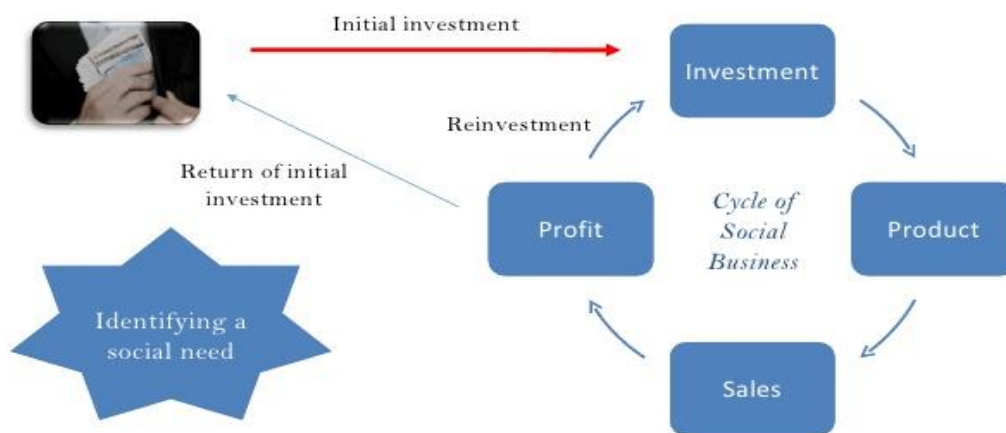 Initial investment
Investment
Reinvestment
Return of initial
investment
Profit
Cycle of
Social
Business
Product
Identifying a
social need
Sales